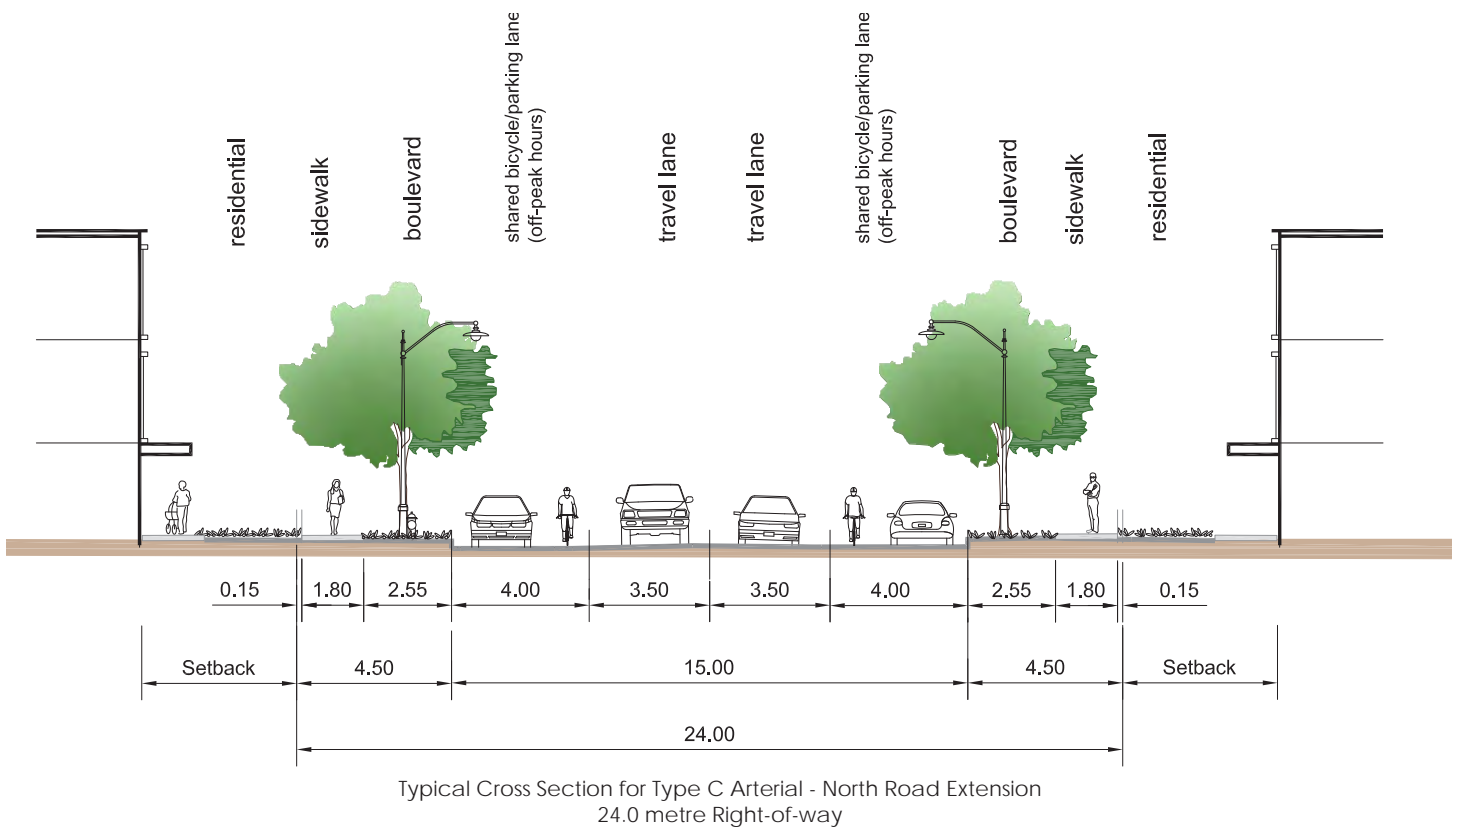 residential
sidewalk
boulevard
shared bicycle/parking lane
(off-peak hours)
travel lane
travel lane
shared bicycle/parking lane
(off-peak hours)
boulevard
sidewalk
residential
0.15 1.80 2.55 4.00 3.50 3.50 4.00 2.55 1.80 0.15
Setback 4.50 15.00 4.50 Setback
24.00
Typical Cross Section for Type C Arterial - North Road Extension
24.0 metre Right-of-way